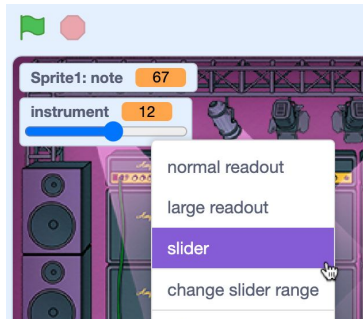 Sprite1: note 67
instrument 12
normal readout
large readout
slider
change slider range